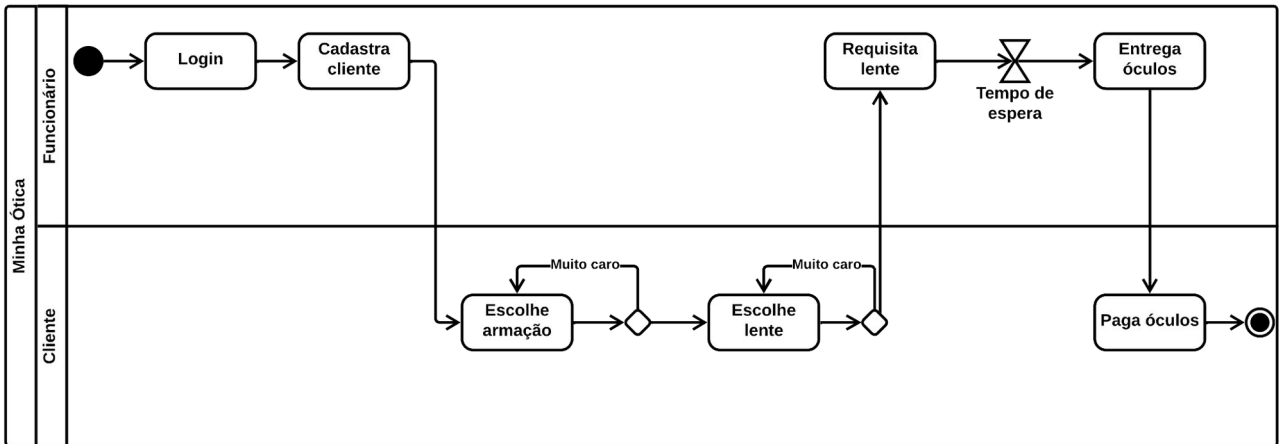 Minha Ótica
Funcionário
Login
Cadastra
cliente
Requisita
lente
Tempo de
espera
Entrega
óculos
Cliente
Muito caro
Escolhe
armação
Muito caro
Escolhe
lente
Paga óculos